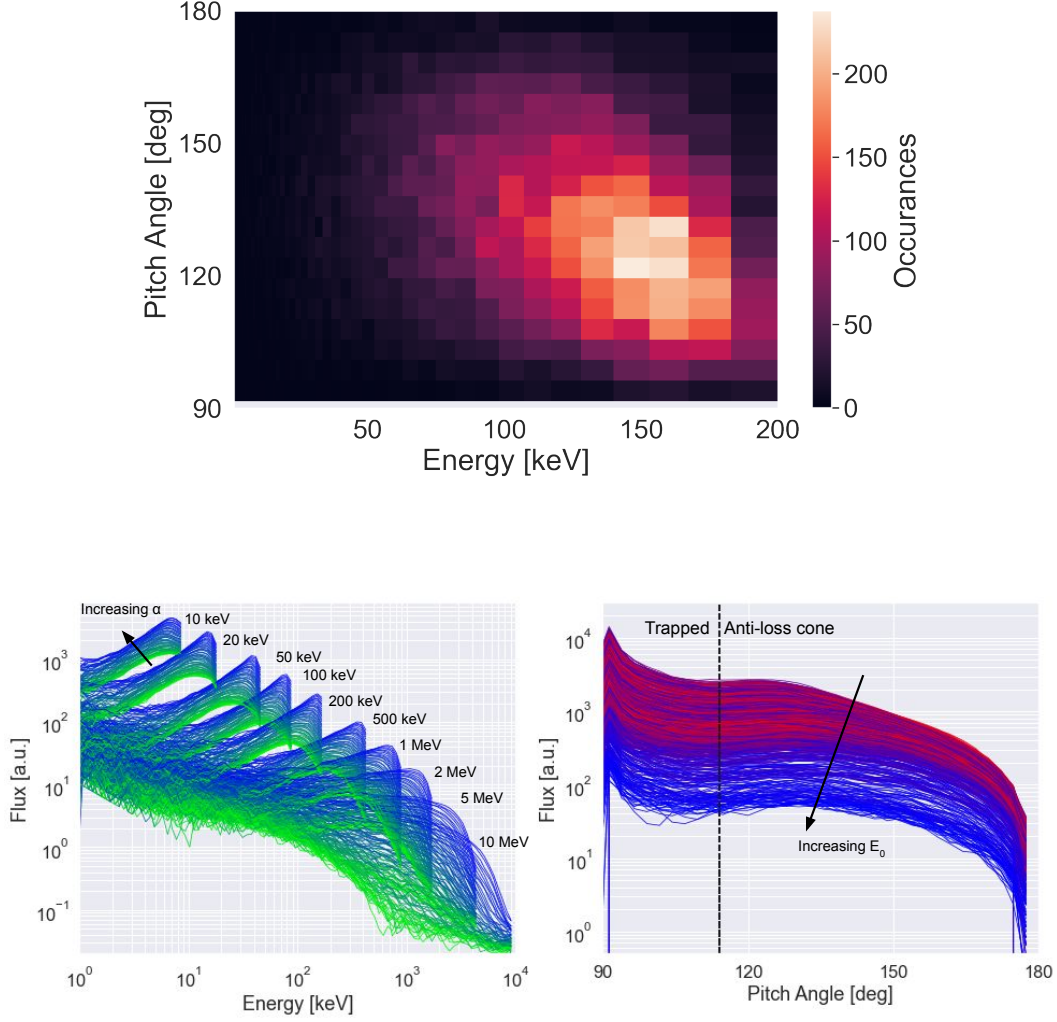 180
150
120
90
Pitch Angle [deg]
50
100
150
200
Energy [keV]
200
150
100
50
0
Occurances
Increasing α
10 keV
20 keV
50 keV
100 keV
200 keV
500 keV
1 MeV
2 MeV
5 MeV
10 MeV
10³
10²
10¹
10⁰
10⁻¹
Flux [a.u.]
10⁰
10¹
10²
10³
10⁴
Energy [keV]
Trapped
Anti-loss cone
Increasing E₀
10⁴
10³
10²
10¹
10⁰
Flux [a.u.]
90
120
150
180
Pitch Angle [deg]